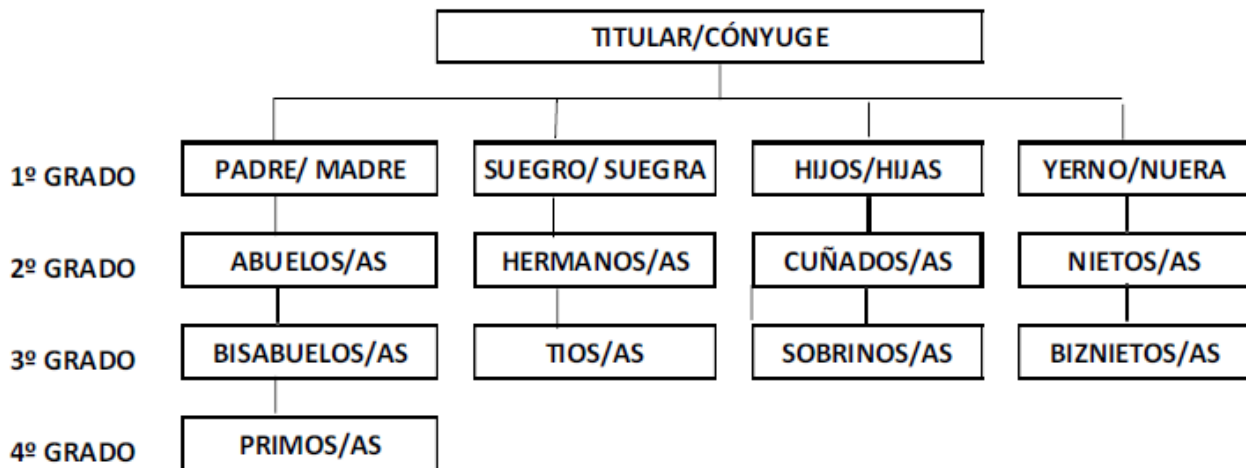 TITULAR/CÓNYUGE
1º GRADO PADRE/ MADRE SUEGRO/ SUEGRA HIJOS/HIJAS YERNO/NUERA
2º GRADO ABUELOS/AS HERMANOS/AS CUÑADOS/AS NIETOS/AS
3º GRADO BISABUELOS/AS TIOS/AS SOBRINOS/AS BIZNIETOS/AS
4º GRADO PRIMOS/AS